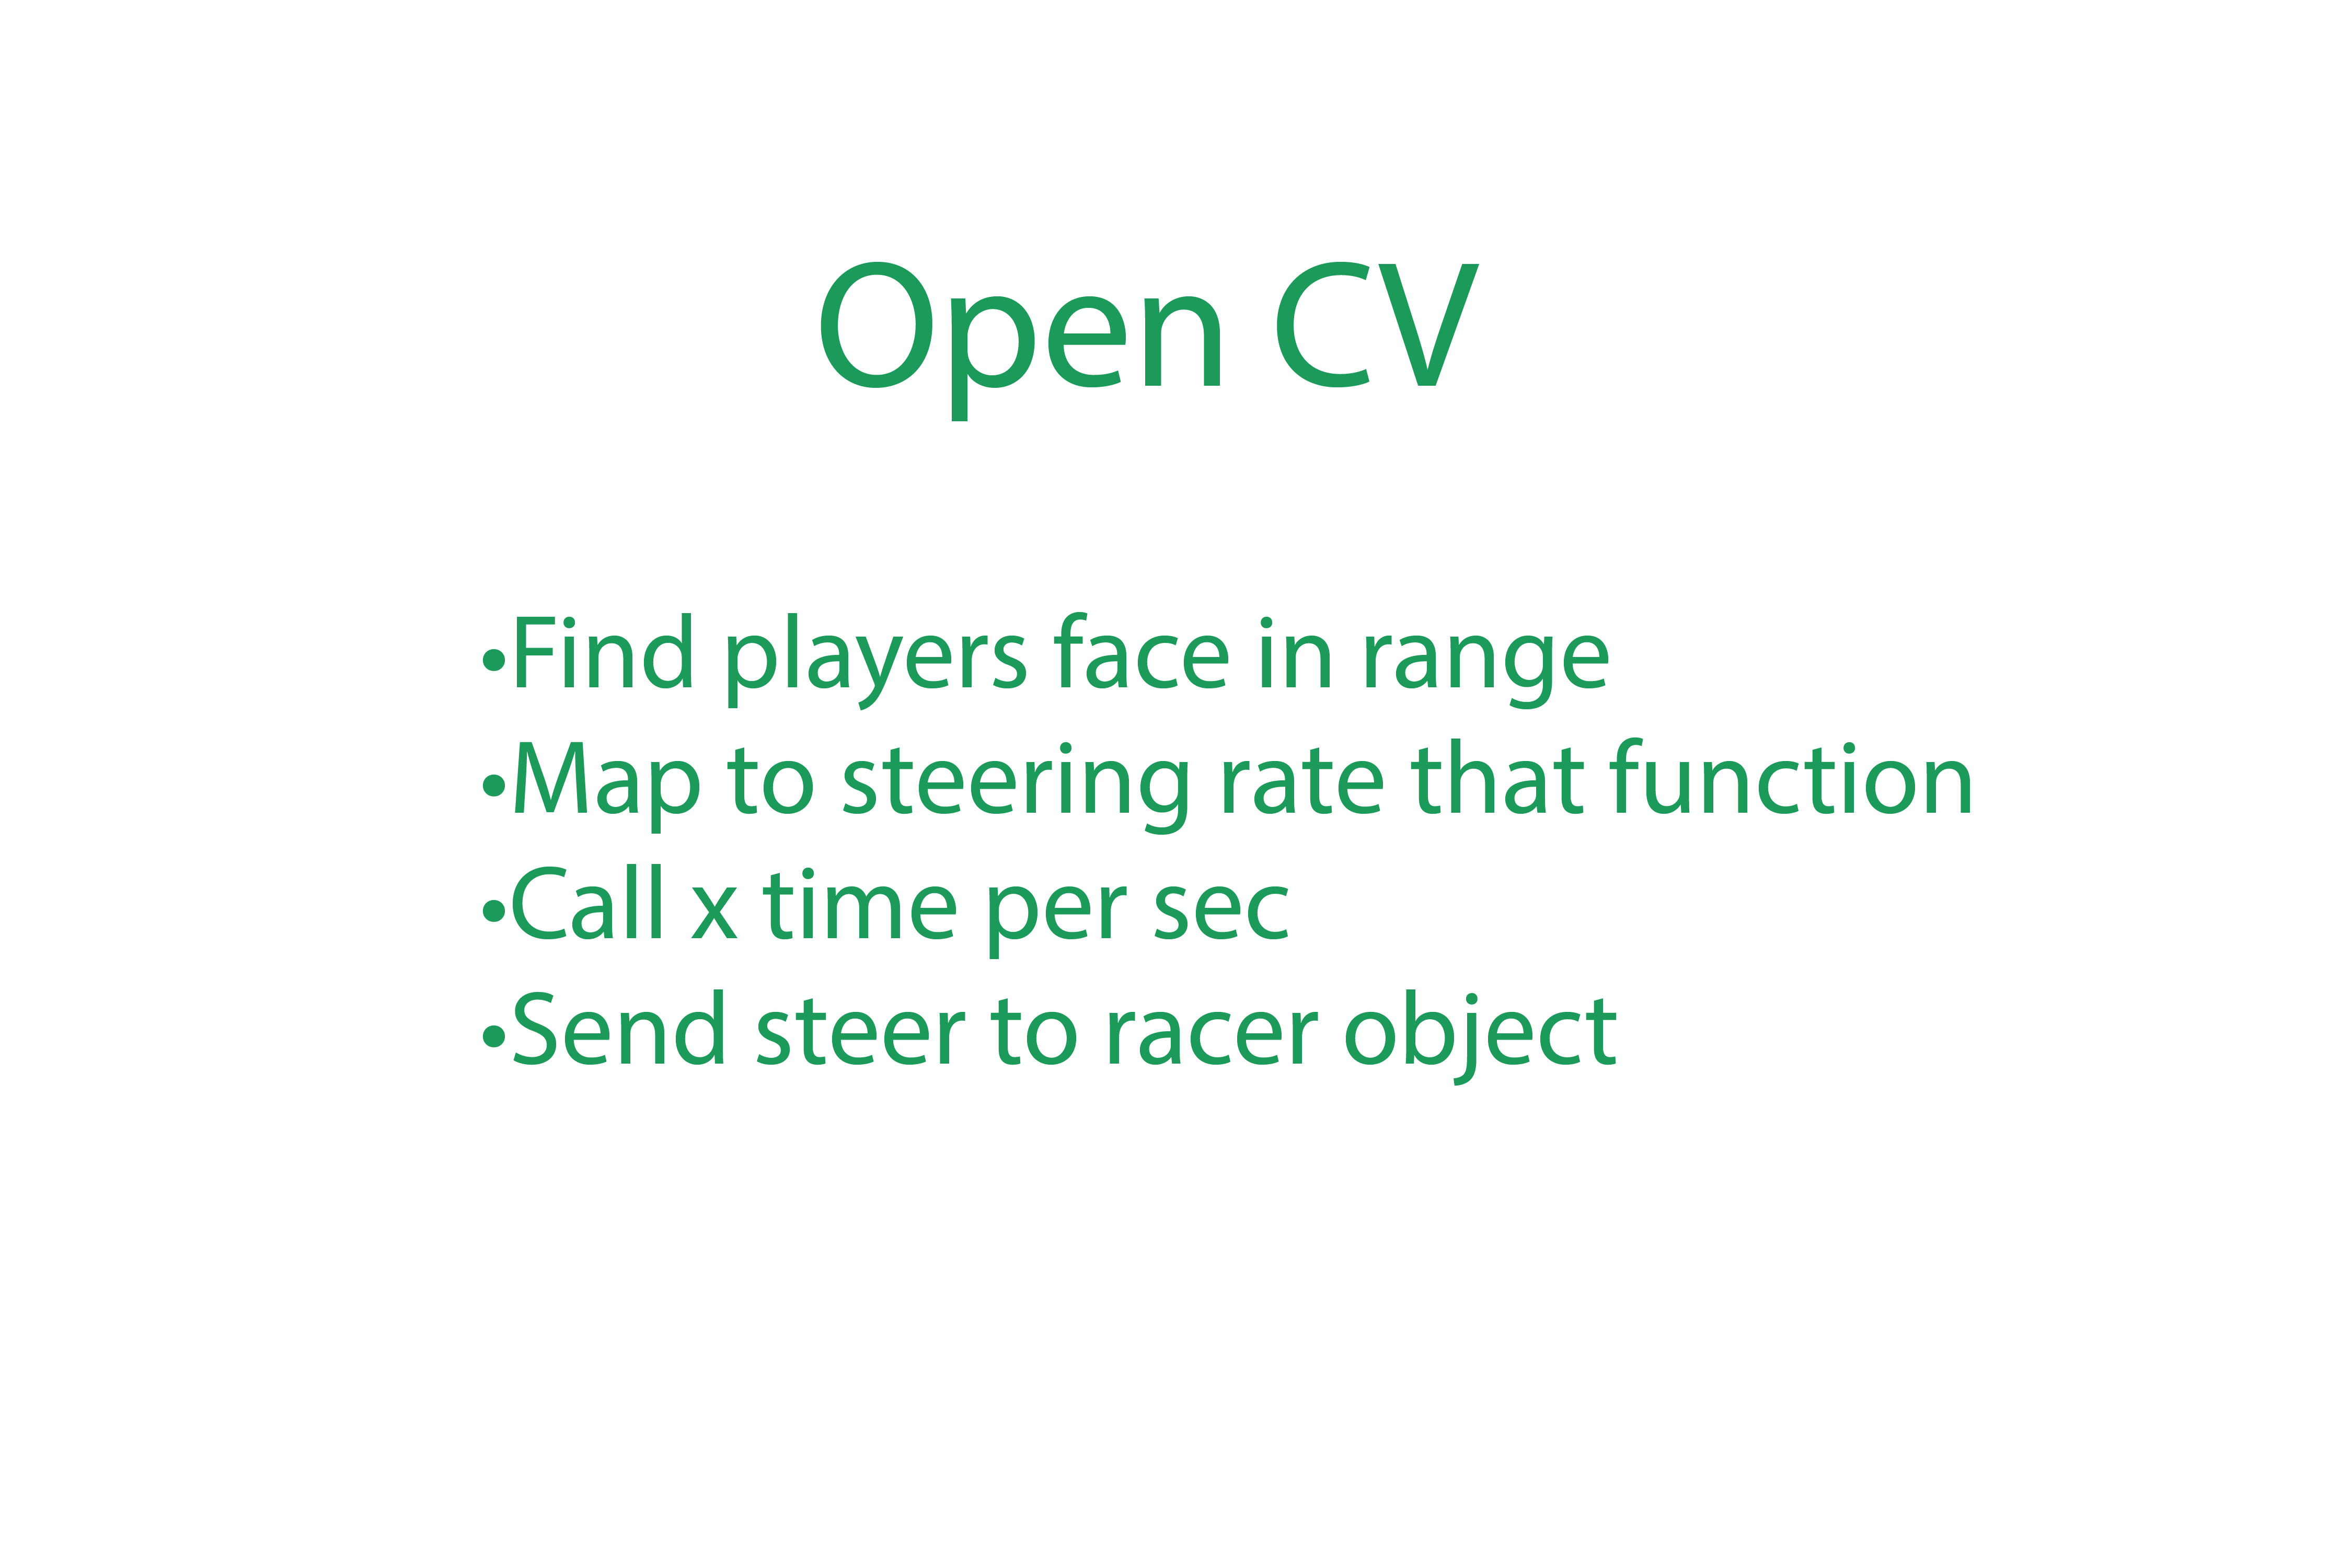 Open CV
•Find players face in range
•Map to steering rate that function
•Call x time per sec
•Send steer to racer object